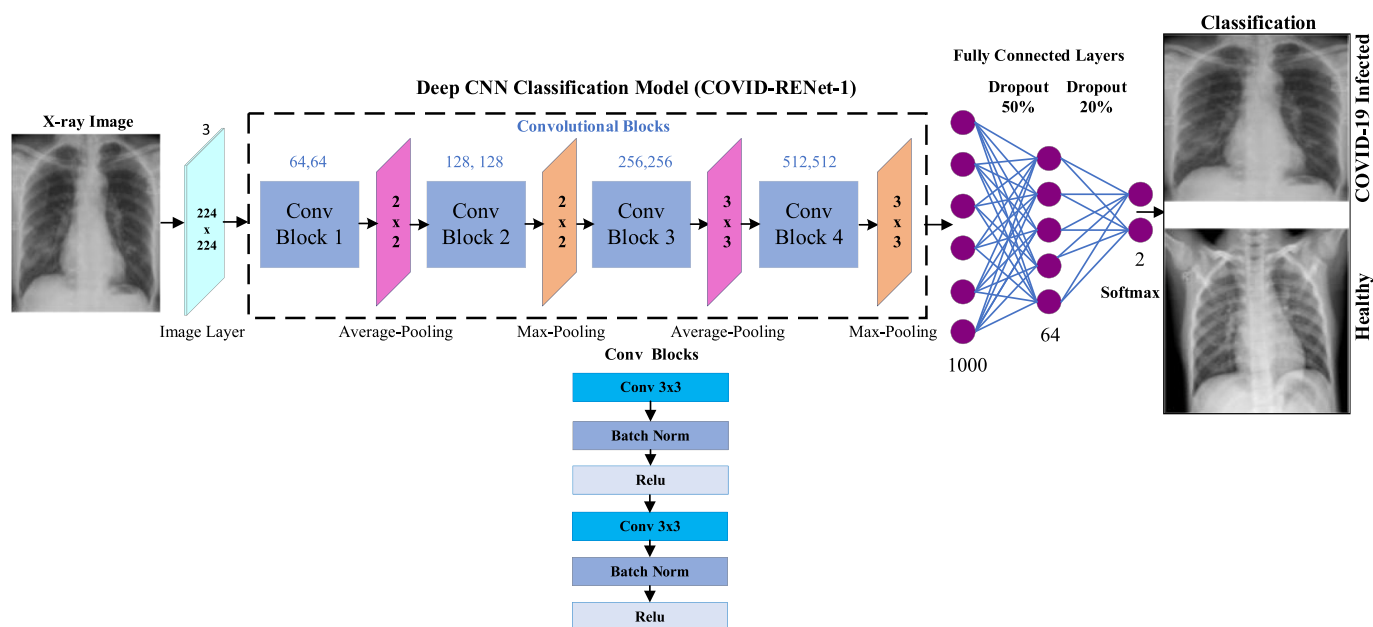 Classification
Fully Connected Layers
Deep CNN Classification Model (COVID-RENet-1)
Dropout 50%
Dropout 20%
COVID-19 Infected
X-ray Image
3
Convolutional Blocks
64,64
128, 128
256,256
512,512
224 x 224
Conv Block 1
2 x 2
Conv Block 2
2 x 2
Conv Block 3
3 x 3
Conv Block 4
3 x 3
2
Softmax
Healthy
Image Layer
Average-Pooling
Max-Pooling
Average-Pooling
Max-Pooling
64
1000
Conv Blocks
Conv 3x3
Batch Norm
Relu
Conv 3x3
Batch Norm
Relu